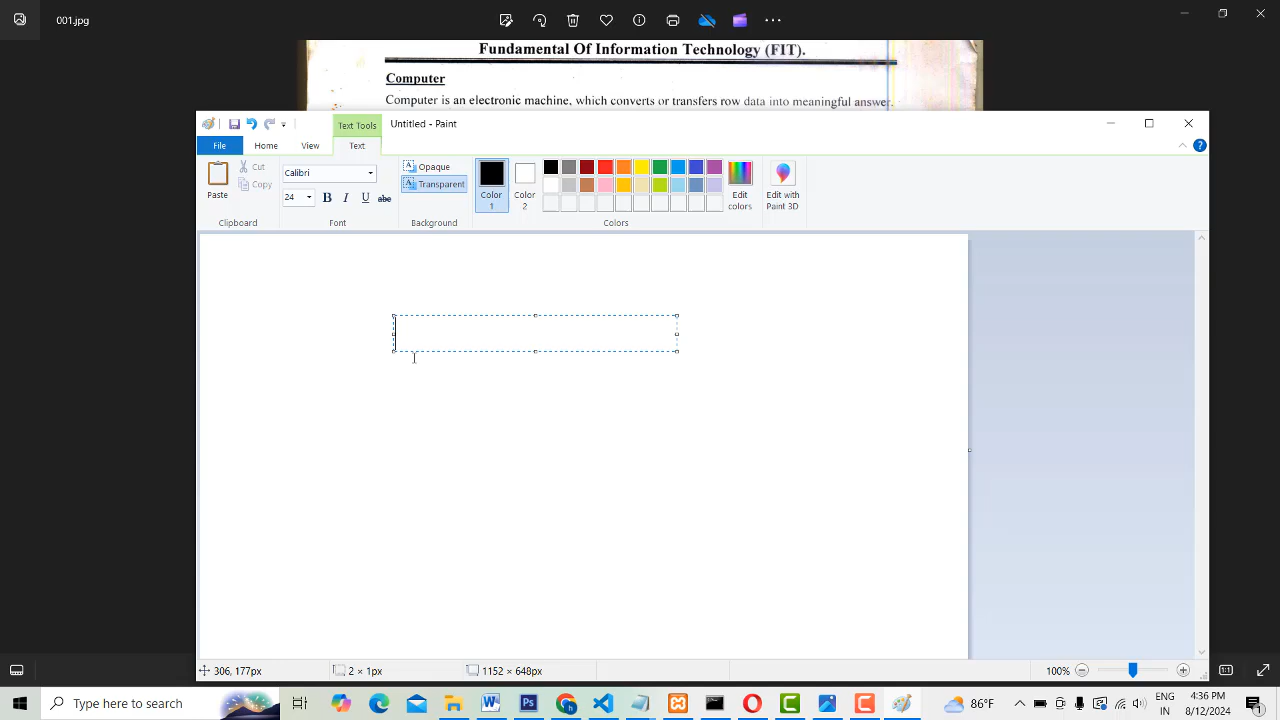 001.jpg
Fundamental Of Information Technology (FIT).
Computer
Computer is an electronic machine, which converts or transfers row data into meaningful answer.
Text Tools
Untitled - Paint
File
Home
View
Text
Paste
Cut
Copy
Clipboard
Calibri
24
B I U abc
Font
Opaque
Transparent
Background
Color 1
Color 2
Edit colors
Edit with Paint 3D
Colors
306, 177px
2 × 1px
1152 × 648px
100%
Type here to search
86°F
ENG
IN
4:36 PM
8/12/2024